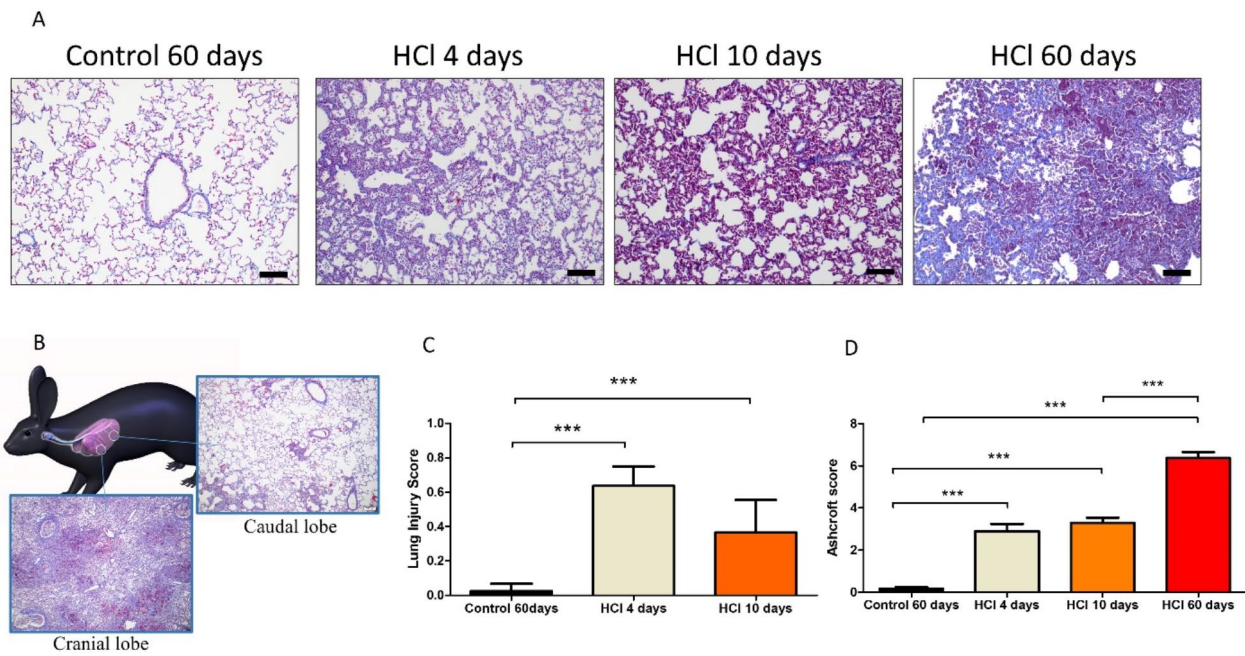 A
Control 60 days
HCl 4 days
HCl 10 days
HCl 60 days
B
Caudal lobe
Cranial lobe
C
***
***
1.0
0.8
0.6
0.4
0.2
0.0
Lung Injury Score
Control 60days
HCl 4 days
HCl 10 days
D
***
***
***
***
8
6
4
2
0
Ashcroft score
Control 60 days
HCl 4 days
HCl 10 days
HCl 60 days